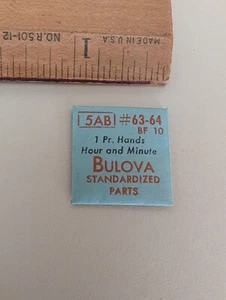 NO. R 501-12
MADE IN U.S.A
1
5AB #63-64
BF 10
1 Pr. Hands
Hour and Minute
BULOVA
STANDARDIZED
PARTS